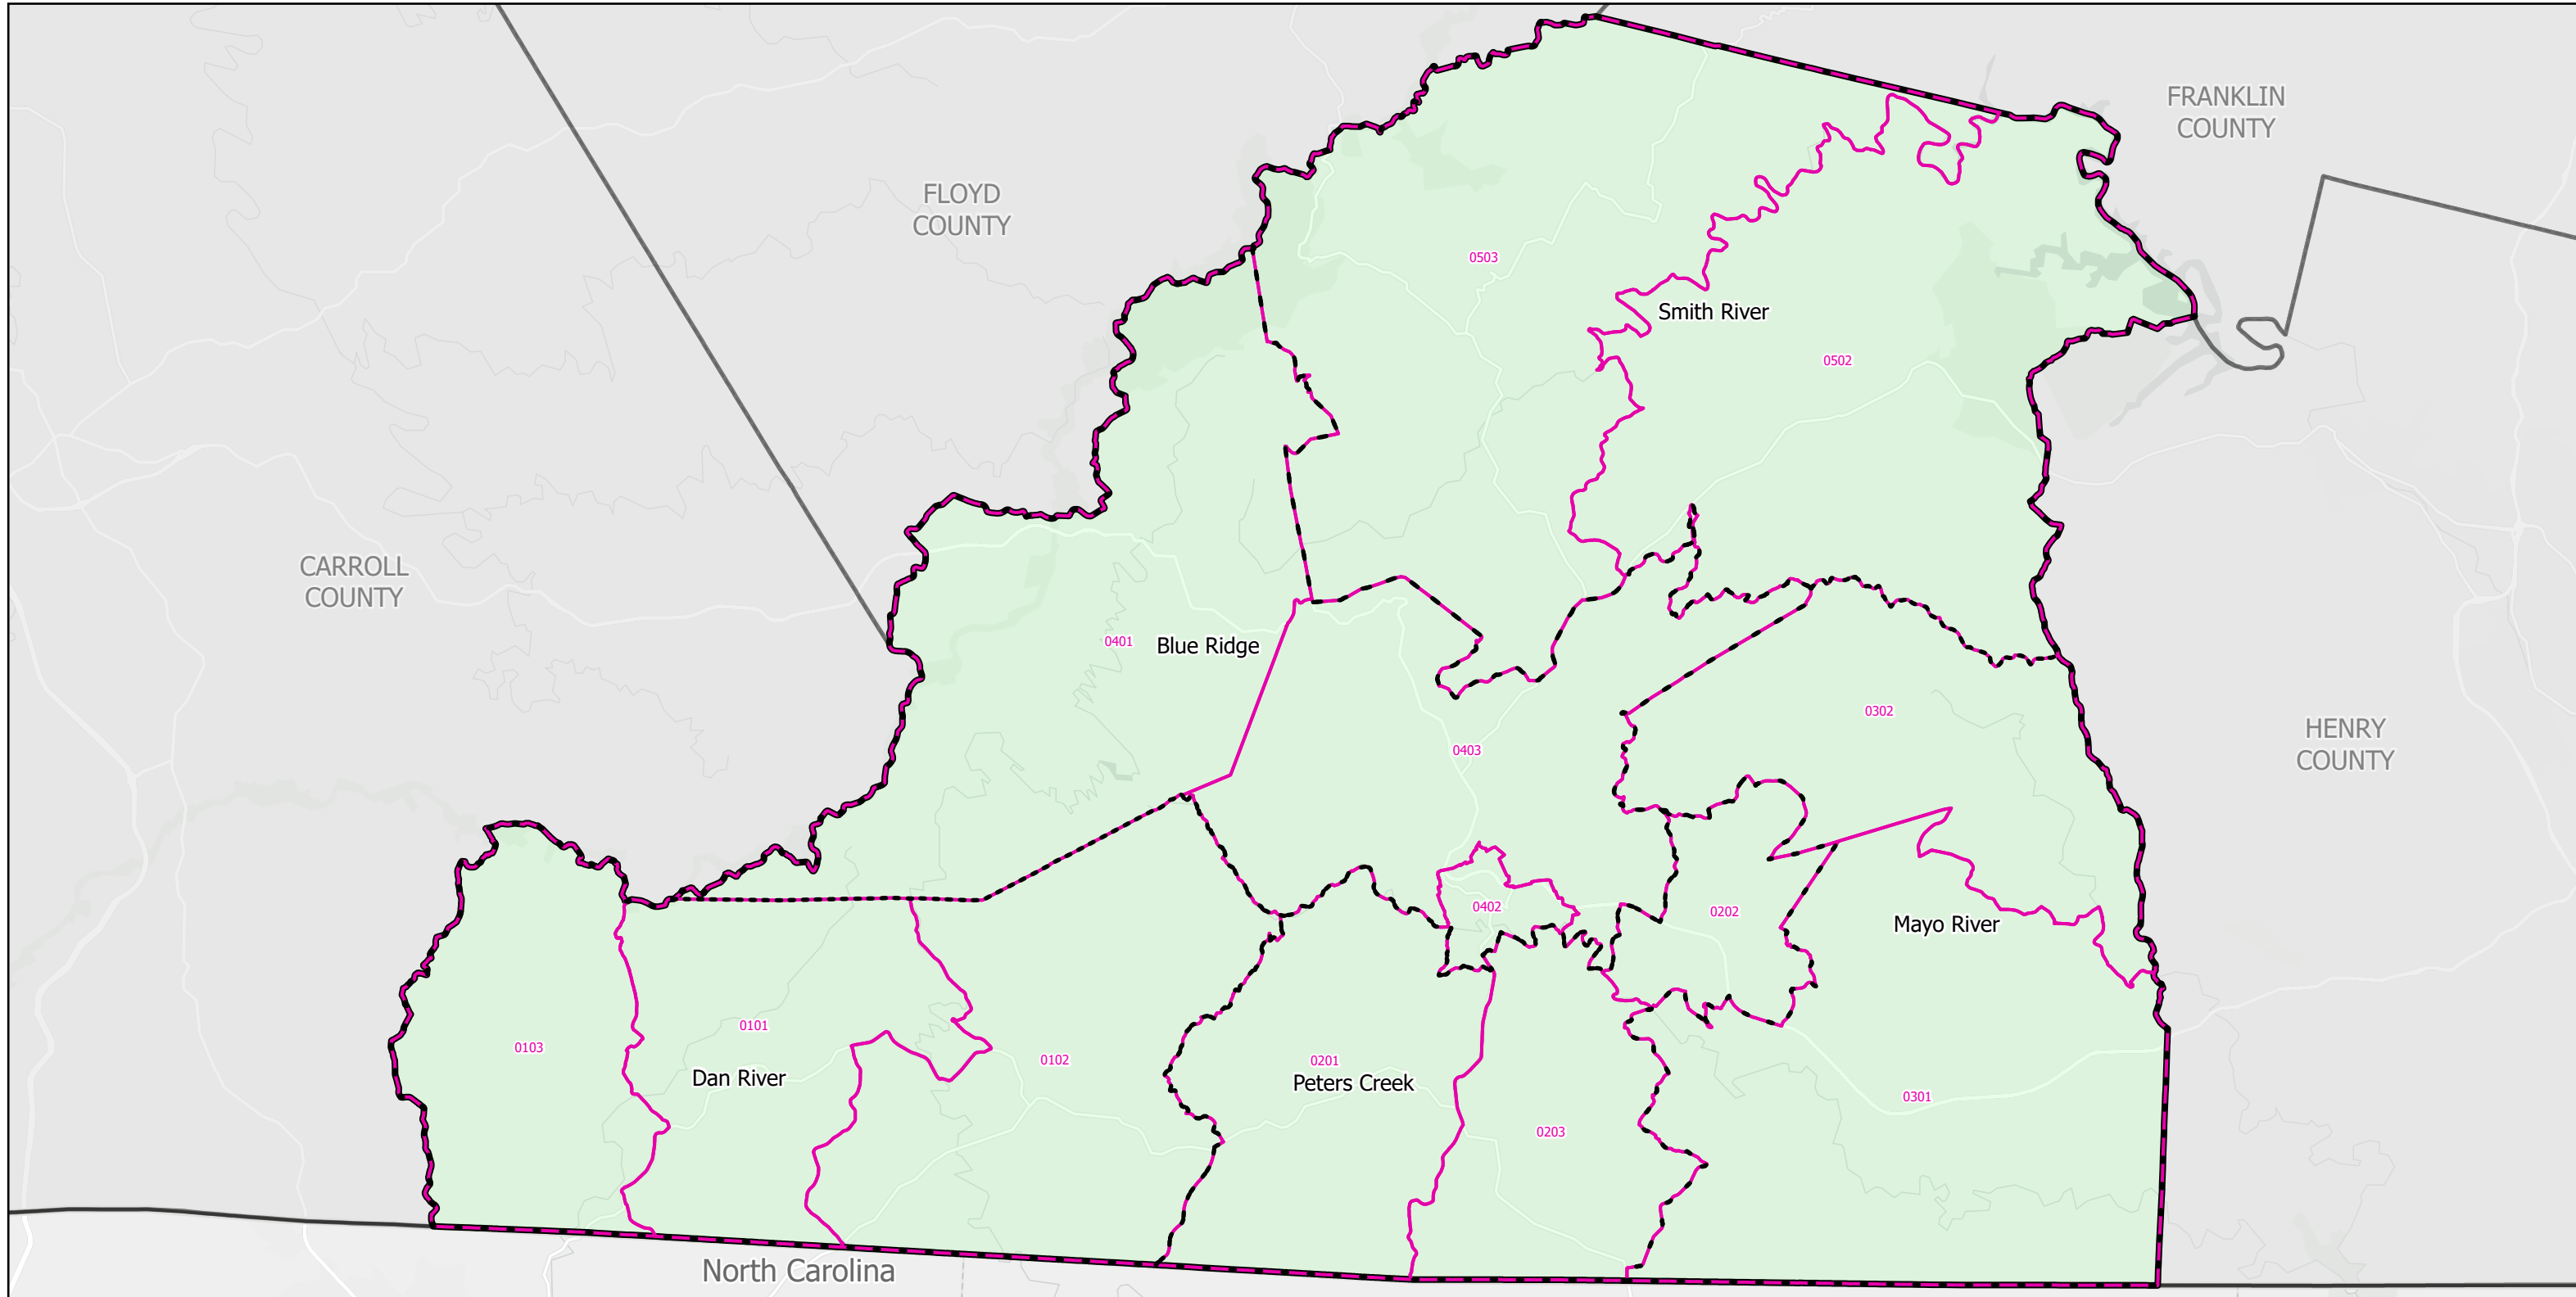 FRANKLIN
COUNTY
FLOYD
COUNTY
0503
Smith River
0502
CARROLL
COUNTY
0401
Blue Ridge
0302
HENRY
COUNTY
0403
0402
0202
Mayo River
0101
0103
0102
0201
Dan River
Peters Creek
0301
0203
North Carolina